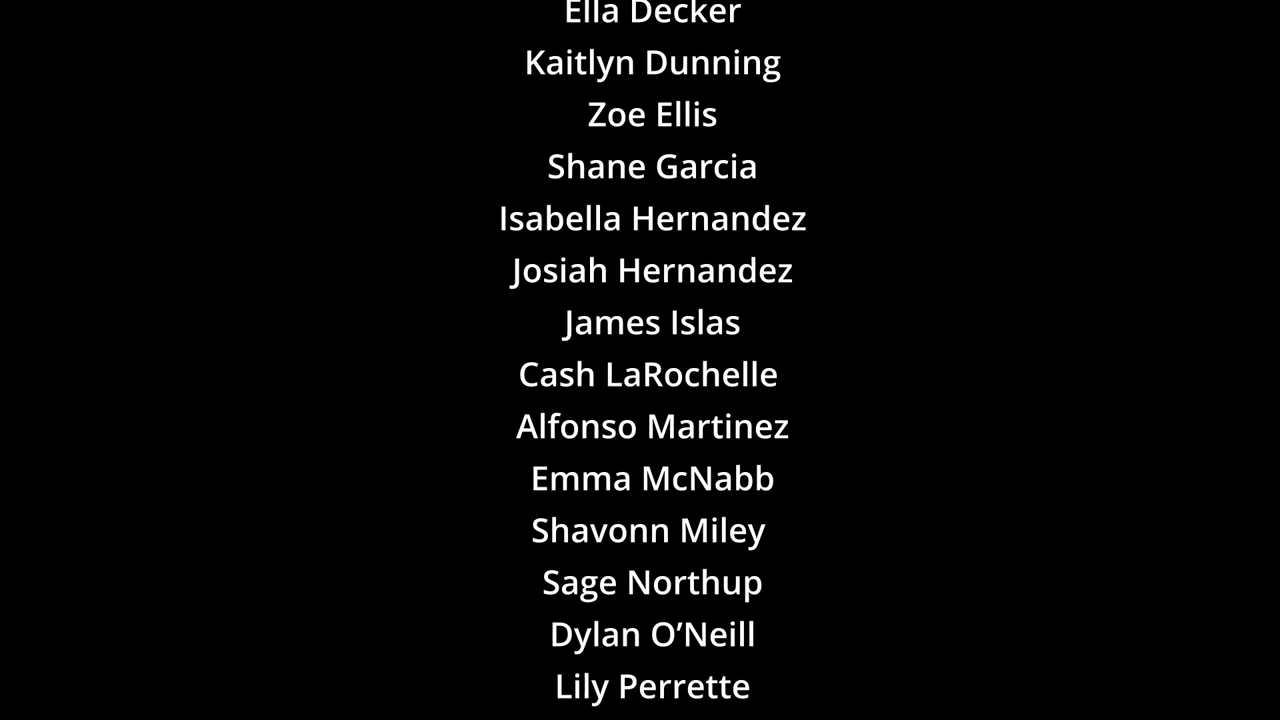 Ella Decker
Kaitlyn Dunning
Zoe Ellis
Shane Garcia
Isabella Hernandez
Josiah Hernandez
James Islas
Cash LaRochelle
Alfonso Martinez
Emma McNabb
Shavonn Miley
Sage Northup
Dylan O’Neill
Lily Perrette